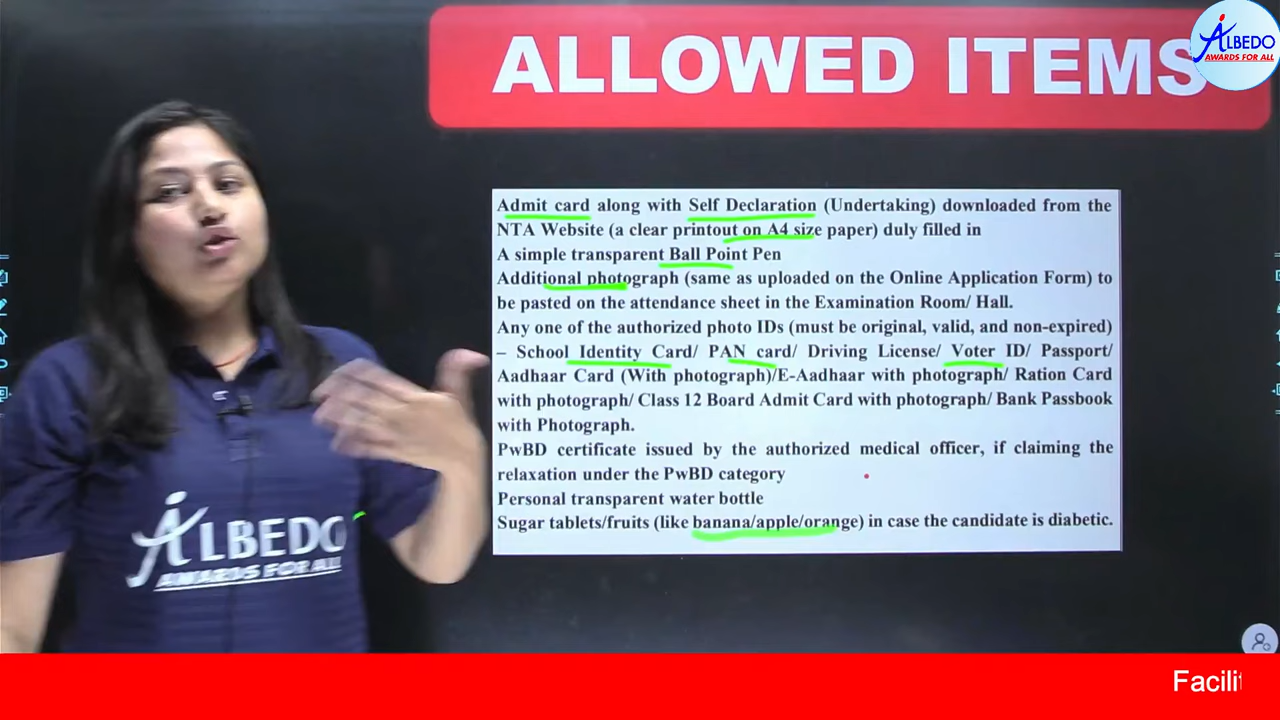 ALLOWED ITEMS
ALBEDO
AWARDS FOR ALL
Admit card along with Self Declaration (Undertaking) downloaded from the
NTA Website (a clear printout on A4 size paper) duly filled in
A simple transparent Ball Point Pen
Additional photograph (same as uploaded on the Online Application Form) to
be pasted on the attendance sheet in the Examination Room/ Hall.
Any one of the authorized photo IDs (must be original, valid, and non-expired)
– School Identity Card/ PAN card/ Driving License/ Voter ID/ Passport/
Aadhaar Card (With photograph)/E-Aadhaar with photograph/ Ration Card
with photograph/ Class 12 Board Admit Card with photograph/ Bank Passbook
with Photograph.
PwBD certificate issued by the authorized medical officer, if claiming the
relaxation under the PwBD category
Personal transparent water bottle
Sugar tablets/fruits (like banana/apple/orange) in case the candidate is diabetic.
ALBEDO
AWARDS FOR ALL